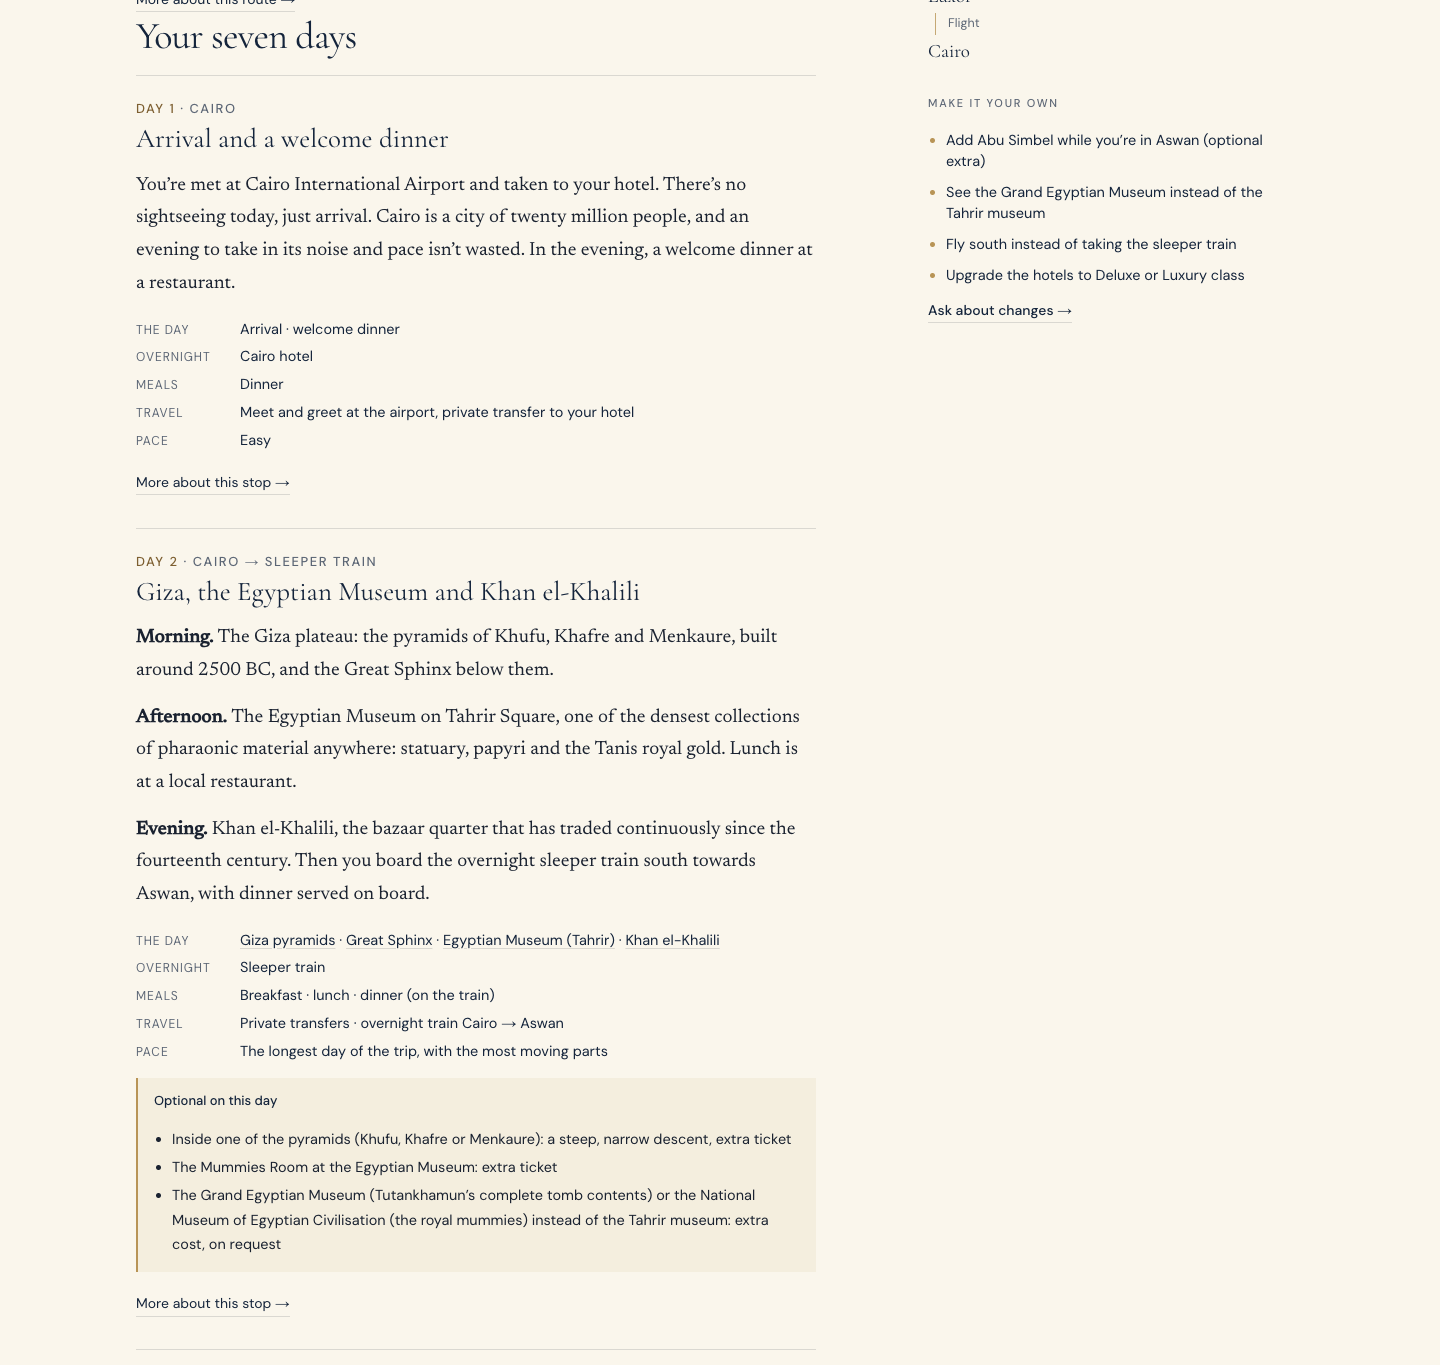 More about this route →
Your seven days
DAY 1 · CAIRO
Arrival and a welcome dinner
You’re met at Cairo International Airport and taken to your hotel. There’s no
sightseeing today, just arrival. Cairo is a city of twenty million people, and an
evening to take in its noise and pace isn’t wasted. In the evening, a welcome dinner at
a restaurant.
THE DAY Arrival · welcome dinner
OVERNIGHT Cairo hotel
MEALS Dinner
TRAVEL Meet and greet at the airport, private transfer to your hotel
PACE Easy
More about this stop →
DAY 2 · CAIRO → SLEEPER TRAIN
Giza, the Egyptian Museum and Khan el-Khalili
Morning. The Giza plateau: the pyramids of Khufu, Khafre and Menkaure, built
around 2500 BC, and the Great Sphinx below them.
Afternoon. The Egyptian Museum on Tahrir Square, one of the densest collections
of pharaonic material anywhere: statuary, papyri and the Tanis royal gold. Lunch is
at a local restaurant.
Evening. Khan el-Khalili, the bazaar quarter that has traded continuously since the
fourteenth century. Then you board the overnight sleeper train south towards
Aswan, with dinner served on board.
THE DAY Giza pyramids · Great Sphinx · Egyptian Museum (Tahrir) · Khan el-Khalili
OVERNIGHT Sleeper train
MEALS Breakfast · lunch · dinner (on the train)
TRAVEL Private transfers · overnight train Cairo → Aswan
PACE The longest day of the trip, with the most moving parts
Optional on this day
• Inside one of the pyramids (Khufu, Khafre or Menkaure): a steep, narrow descent, extra ticket
• The Mummies Room at the Egyptian Museum: extra ticket
• The Grand Egyptian Museum (Tutankhamun’s complete tomb contents) or the National
Museum of Egyptian Civilisation (the royal mummies) instead of the Tahrir museum: extra
cost, on request
More about this stop →
Luxor
Flight
Cairo
MAKE IT YOUR OWN
• Add Abu Simbel while you’re in Aswan (optional
extra)
• See the Grand Egyptian Museum instead of the
Tahrir museum
• Fly south instead of taking the sleeper train
• Upgrade the hotels to Deluxe or Luxury class
Ask about changes →